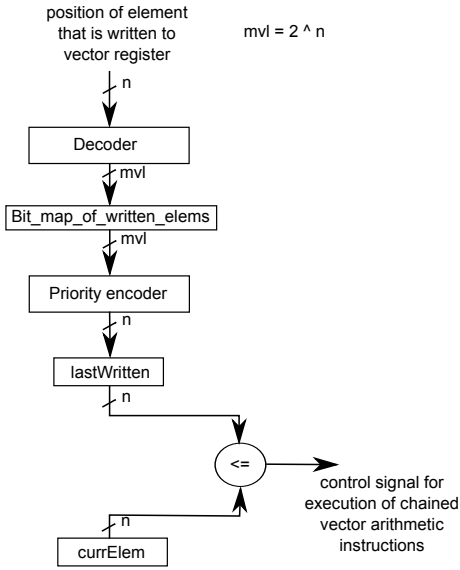 position of element
that is written to
vector register
mvl = 2 ^ n
n
Decoder
mvl
Bit_map_of_written_elems
mvl
Priority encoder
n
lastWritten
n
<=
control signal for
execution of chained
vector arithmetic
instructions
n
currElem